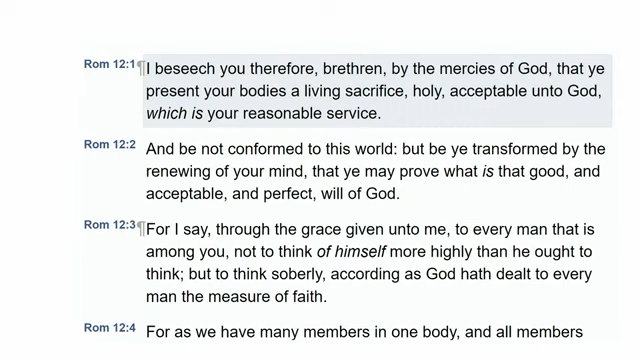 Rom 12:1 ¶I beseech you therefore, brethren, by the mercies of God, that ye
present your bodies a living sacrifice, holy, acceptable unto God,
which is your reasonable service.
Rom 12:2 And be not conformed to this world: but be ye transformed by the
renewing of your mind, that ye may prove what is that good, and
acceptable, and perfect, will of God.
Rom 12:3 ¶For I say, through the grace given unto me, to every man that is
among you, not to think of himself more highly than he ought to
think; but to think soberly, according as God hath dealt to every
man the measure of faith.
Rom 12:4 For as we have many members in one body, and all members